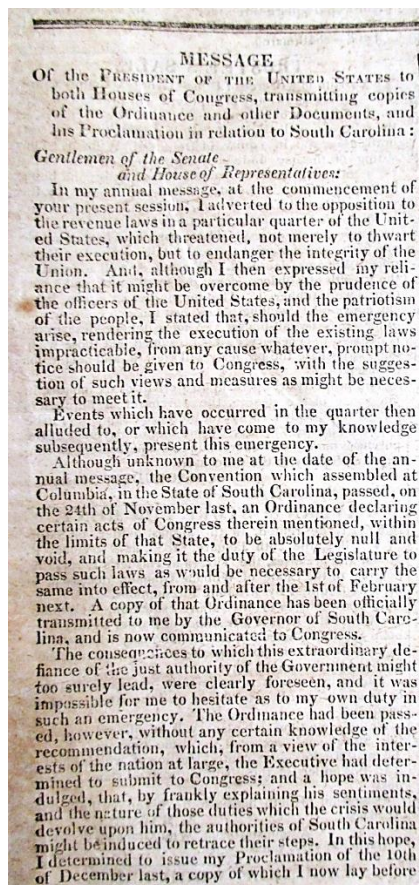 MESSAGE
Of the PRESIDENT OF THE UNITED STATES to
both Houses of Congress, transmitting copies
of the Ordinance and other Documents, and
his Proclamation in relation to South Carolina:
Gentlemen of the Senate
and House of Representatives:
In my annual message, at the commencement of
your present session, I adverted to the opposition to
the revenue laws in a particular quarter of the Unit-
ed States, which threatened, not merely to thwart
their execution, but to endanger the integrity of the
Union. And, although I then expressed my reli-
ance that it might be overcome by the prudence of
the officers of the United States, and the patriotism
of the people, I stated that, should the emergency
arise, rendering the execution of the existing laws
impracticable, from any cause whatever, prompt no-
tice should be given to Congress, with the sugges-
tion of such views and measures as might be neces-
sary to meet it.
Events which have occurred in the quarter then
alluded to, or which have come to my knowledge
subsequently, present this emergency.
Although unknown to me at the date of the an-
nual message, the Convention which assembled at
Columbia, in the State of South Carolina, passed, on
the 24th of November last, an Ordinance declaring
certain acts of Congress therein mentioned, within
the limits of that State, to be absolutely null and
void, and making it the duty of the Legislature to
pass such laws as would be necessary to carry the
same into effect, from and after the 1st of February
next. A copy of that Ordinance has been officially
transmitted to me by the Governor of South Caro-
lina, and is now communicated to Congress.
The consequences to which this extraordinary de-
fiance of the just authority of the Government might
too surely lead, were clearly foreseen, and it was
impossible for me to hesitate as to my own duty in
such an emergency. The Ordinance had been pass-
ed, however, without any certain knowledge of the
recommendation, which, from a view of the inter-
ests of the nation at large, the Executive had deter-
mined to submit to Congress; and a hope was in-
dulged, that, by frankly explaining his sentiments,
and the nature of those duties which the crisis would
devolve upon him, the authorities of South Carolina
might be induced to retrace their steps. In this hope,
I determined to issue my Proclamation of the 10th
of December last, a copy of which I now lay before